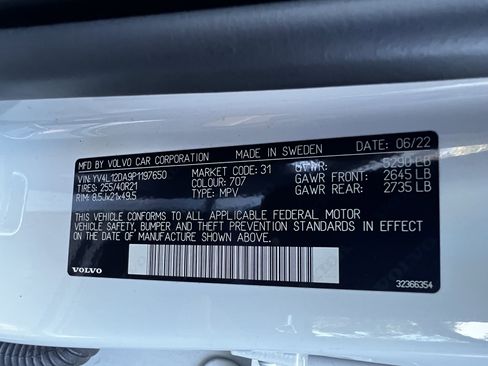 MFD BY VOLVO CAR CORPORATION MADE IN SWEDEN DATE: 06/22
VIN: YV4L12DA9P1197650 MARKET CODE: 31 GVWR: 5290 LB
TIRES: 255/40R21 COLOUR: 707 GAWR FRONT: 2645 LB
RIM: 8.5Jx21x49.5 TYPE: MPV GAWR REAR: 2735 LB
THIS VEHICLE CONFORMS TO ALL APPLICABLE FEDERAL MOTOR
VEHICLE SAFETY, BUMPER AND THEFT PREVENTION STANDARDS IN EFFECT
ON THE DATE OF MANUFACTURE SHOWN ABOVE
VOLVO 32366354